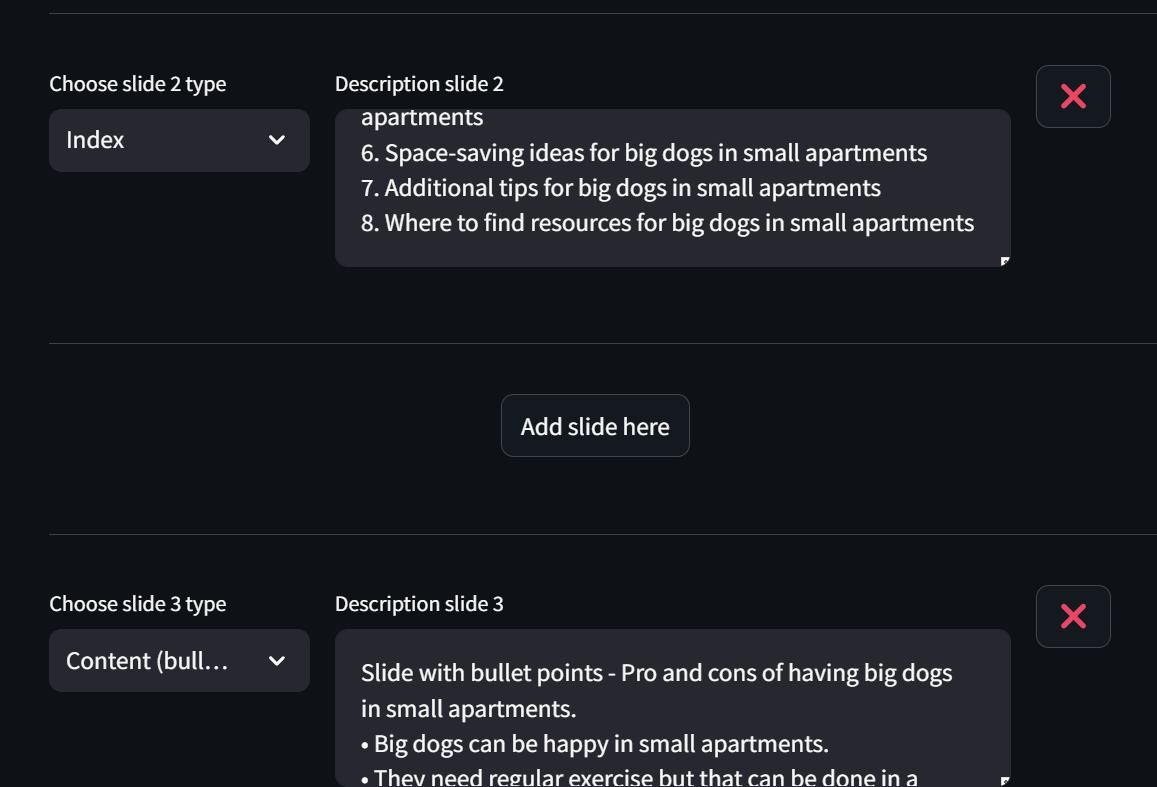 Choose slide 2 type
Description slide 2
Index
apartments
6. Space-saving ideas for big dogs in small apartments
7. Additional tips for big dogs in small apartments
8. Where to find resources for big dogs in small apartments
Add slide here
Choose slide 3 type
Description slide 3
Content (bull...
Slide with bullet points - Pro and cons of having big dogs
in small apartments.
• Big dogs can be happy in small apartments.
• They need regular exercise but that can be done in a